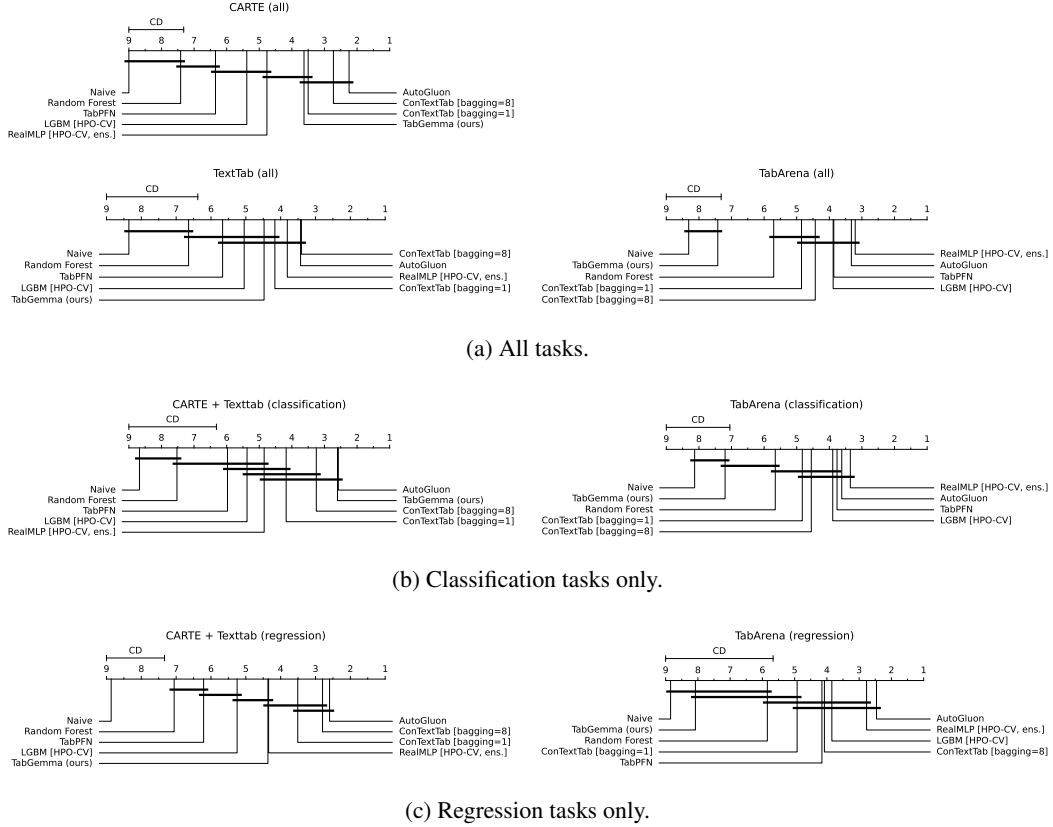 CARTE (all)
CD
9 8 7 6 5 4 3 2 1
Naive
Random Forest
TabPFN
LGBM [HPO-CV]
RealMLP [HPO-CV, ens.]
AutoGluon
ConTextTab [bagging=8]
ConTextTab [bagging=1]
TabGemma (ours)
TextTab (all)
CD
9 8 7 6 5 4 3 2 1
Naive
Random Forest
TabPFN
LGBM [HPO-CV]
TabGemma (ours)
ConTextTab [bagging=8]
AutoGluon
RealMLP [HPO-CV, ens.]
ConTextTab [bagging=1]
TabArena (all)
CD
9 8 7 6 5 4 3 2 1
Naive
TabGemma (ours)
Random Forest
ConTextTab [bagging=1]
ConTextTab [bagging=8]
RealMLP [HPO-CV, ens.]
AutoGluon
TabPFN
LGBM [HPO-CV]
(a) All tasks.
CARTE + Texttab (classification)
CD
9 8 7 6 5 4 3 2 1
Naive
Random Forest
TabPFN
LGBM [HPO-CV]
RealMLP [HPO-CV, ens.]
AutoGluon
TabGemma (ours)
ConTextTab [bagging=8]
ConTextTab [bagging=1]
TabArena (classification)
CD
9 8 7 6 5 4 3 2 1
Naive
TabGemma (ours)
Random Forest
ConTextTab [bagging=1]
ConTextTab [bagging=8]
RealMLP [HPO-CV, ens.]
AutoGluon
TabPFN
LGBM [HPO-CV]
(b) Classification tasks only.
CARTE + Texttab (regression)
CD
9 8 7 6 5 4 3 2 1
Naive
Random Forest
TabPFN
LGBM [HPO-CV]
TabGemma (ours)
AutoGluon
ConTextTab [bagging=8]
ConTextTab [bagging=1]
RealMLP [HPO-CV, ens.]
TabArena (regression)
CD
9 8 7 6 5 4 3 2 1
Naive
TabGemma (ours)
Random Forest
ConTextTab [bagging=1]
TabPFN
AutoGluon
RealMLP [HPO-CV, ens.]
LGBM [HPO-CV]
ConTextTab [bagging=8]
(c) Regression tasks only.